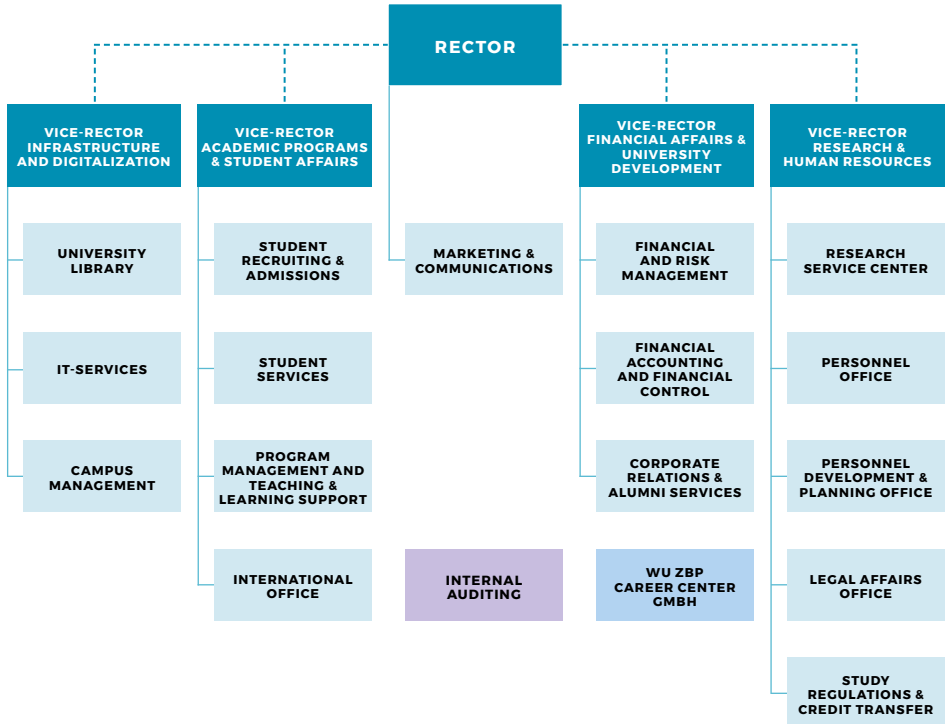 RECTOR
VICE-RECTOR
INFRASTRUCTURE
AND DIGITALIZATION
VICE-RECTOR
ACADEMIC PROGRAMS
& STUDENT AFFAIRS
VICE-RECTOR
FINANCIAL AFFAIRS &
UNIVERSITY
DEVELOPMENT
VICE-RECTOR
RESEARCH &
HUMAN RESOURCES
UNIVERSITY
LIBRARY
STUDENT
RECRUITING &
ADMISSIONS
MARKETING &
COMMUNICATIONS
FINANCIAL
AND RISK
MANAGEMENT
RESEARCH
SERVICE CENTER
IT-SERVICES
STUDENT
SERVICES
FINANCIAL
ACCOUNTING
AND FINANCIAL
CONTROL
PERSONNEL
OFFICE
CAMPUS
MANAGEMENT
PROGRAM
MANAGEMENT AND
TEACHING &
LEARNING SUPPORT
CORPORATE
RELATIONS &
ALUMNI SERVICES
PERSONNEL
DEVELOPMENT &
PLANNING OFFICE
INTERNATIONAL
OFFICE
INTERNAL
AUDITING
WU ZBP
CAREER CENTER
GMBH
LEGAL AFFAIRS
OFFICE
STUDY
REGULATIONS &
CREDIT TRANSFER